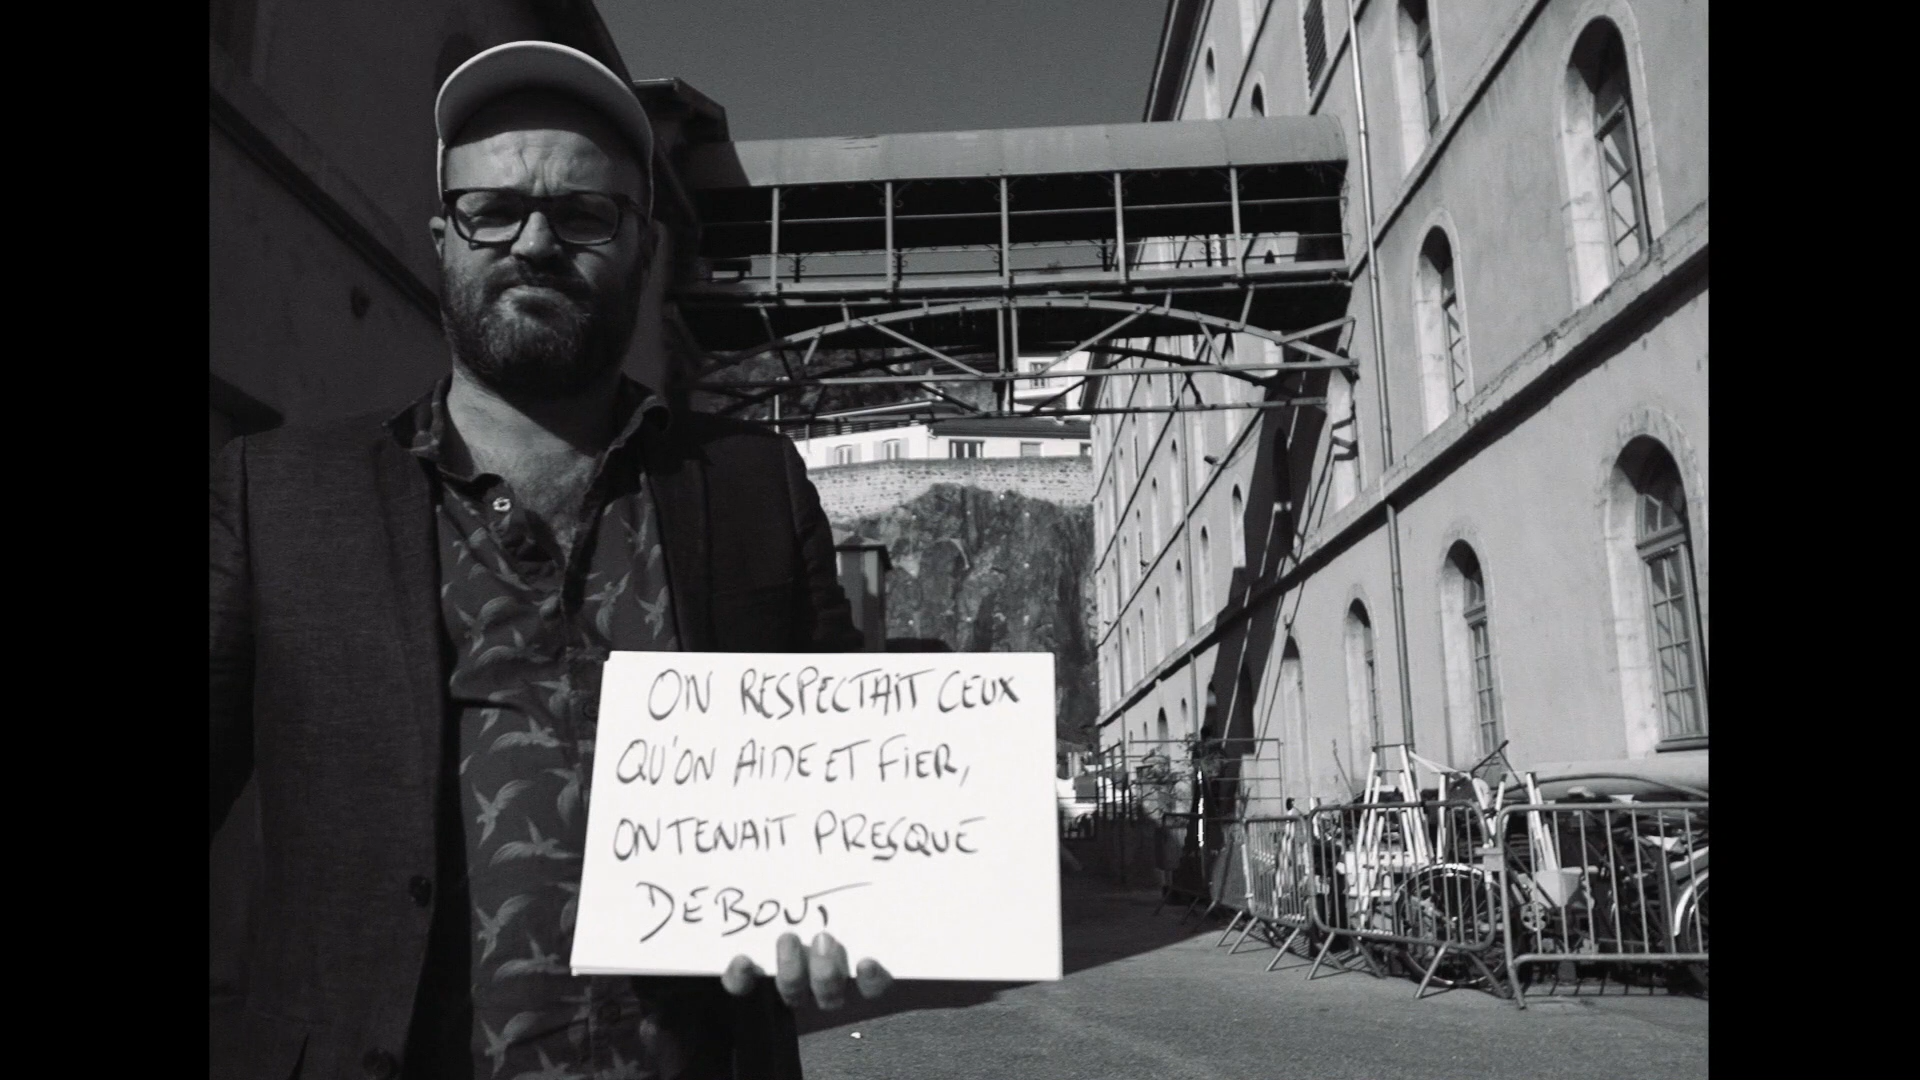 ON RESPECTAIT CEUX
QU'ON AIDE ET FIER,
ON TENAIT PRESQUE
DEBOUT